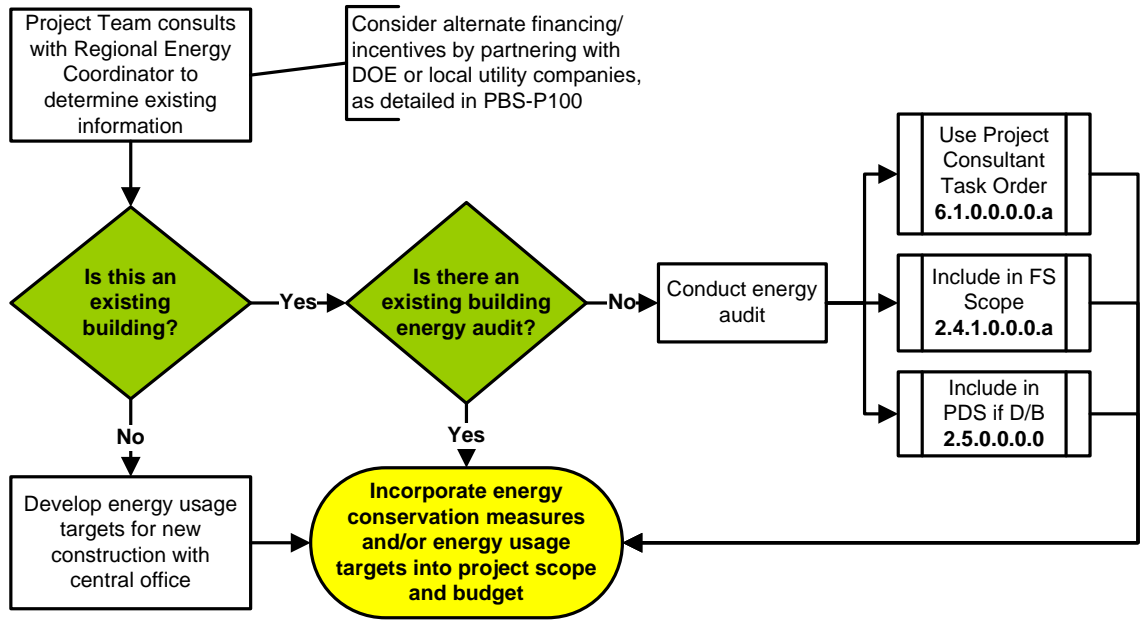 Project Team consults
with Regional Energy
Coordinator to
determine existing
information
Consider alternate financing/
incentives by partnering with
DOE or local utility companies,
as detailed in PBS-P100
Is this an
existing
building?
Yes
Is there an
existing building
energy audit?
No
Conduct energy
audit
Use Project
Consultant
Task Order
6.1.0.0.0.0.a
Include in FS
Scope
2.4.1.0.0.0.a
Include in
PDS if D/B
2.5.0.0.0.0
No
Yes
Develop energy usage
targets for new
construction with
central office
Incorporate energy
conservation measures
and/or energy usage
targets into project scope
and budget